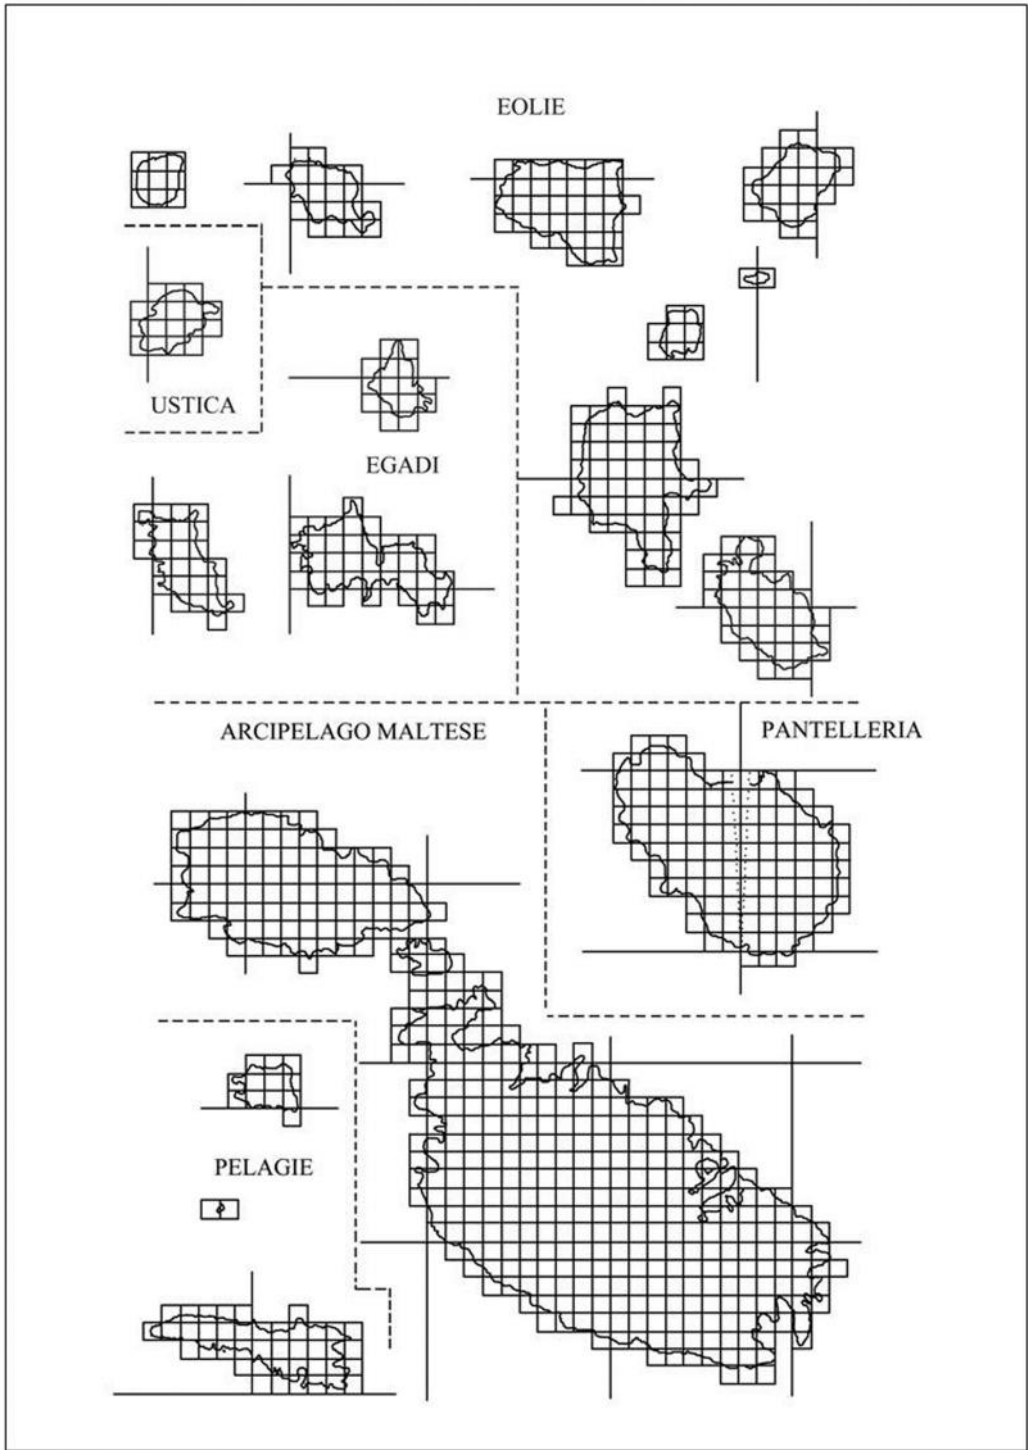 EOLIE
USTICA
EGADI
ARCIPELAGO MALTESE
PANTELLERIA
PELAGIE